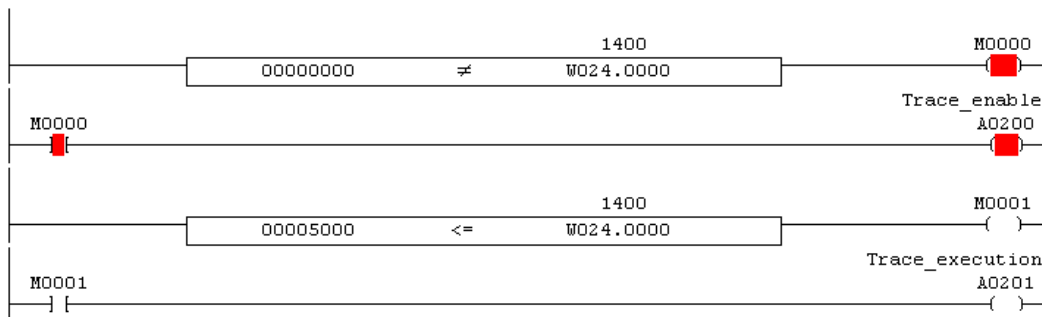 1400 M0000
00000000 ≠ W024.0000
Trace_enable
M0000 A0200
1400 M0001
00005000 <= W024.0000
Trace_execution
M0001 A0201